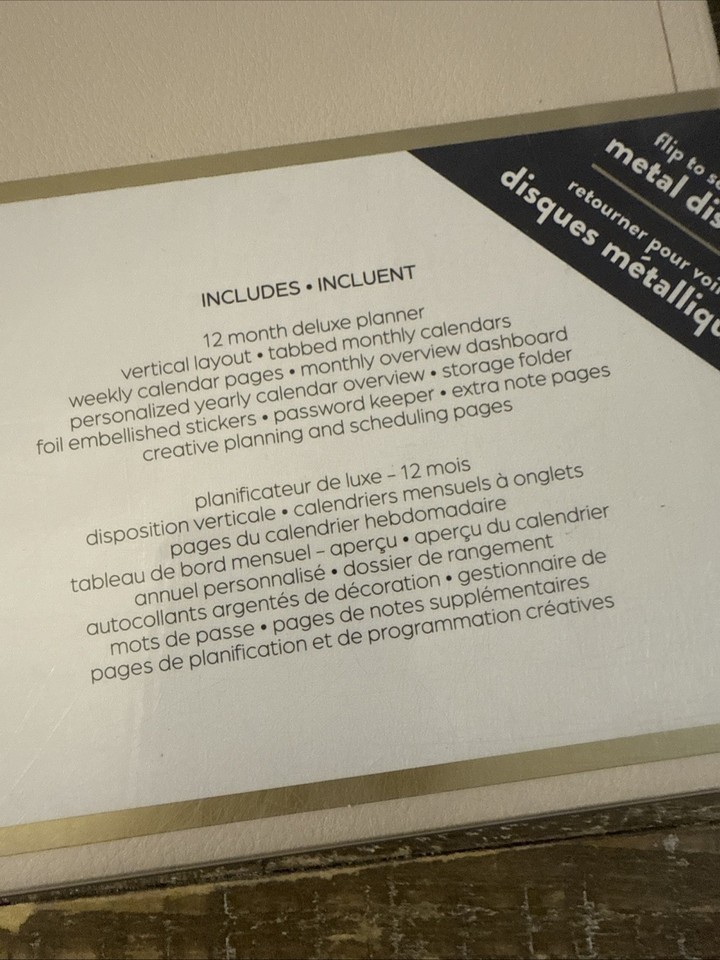 flip to
metal
retourner pour
disques
INCLUDES • INCLUENT
12 month deluxe planner
vertical layout • tabbed monthly calendars
weekly calendar pages • monthly overview dashboard
personalized yearly calendar overview • storage folder
foil embellished stickers • password keeper • extra note pages
creative planning and scheduling pages
planificateur de luxe – 12 mois
disposition verticale • calendriers mensuels à onglets
pages du calendrier hebdomadaire
tableau de bord mensuel – aperçu • aperçu du calendrier
annuel personnalisé • dossier de rangement
autocollants argentés de décoration • gestionnaire de
mots de passe • pages de notes supplémentaires
pages de planification et de programmation créatives